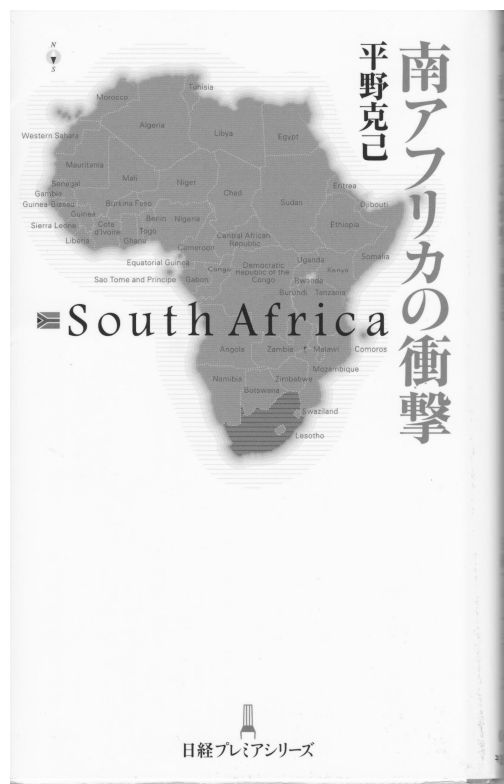 南アフリカの衝撃
平野克己
N
S
Tunisia
Morocco
Algeria
Libya
Egypt
Western Sahara
Mauritania
Mali
Niger
Chad
Sudan
Eritrea
Djibouti
Senegal
Gambia
Guinea-Bissau
Guinea
Burkina Faso
Sierra Leone
Cote d'Ivoire
Liberia
Ghana
Togo
Benin
Nigeria
Ethiopia
Somalia
Central African Republic
Cameroon
Equatorial Guinea
Sao Tome and Principe
Gabon
Congo
Democratic Republic of the Congo
Uganda
Kenya
Rwanda
Burundi
Tanzania
South Africa
Angola
Zambia
Malawi
Comoros
Mozambique
Namibia
Zimbabwe
Botswana
Swaziland
Lesotho
日経プレミアシリーズ